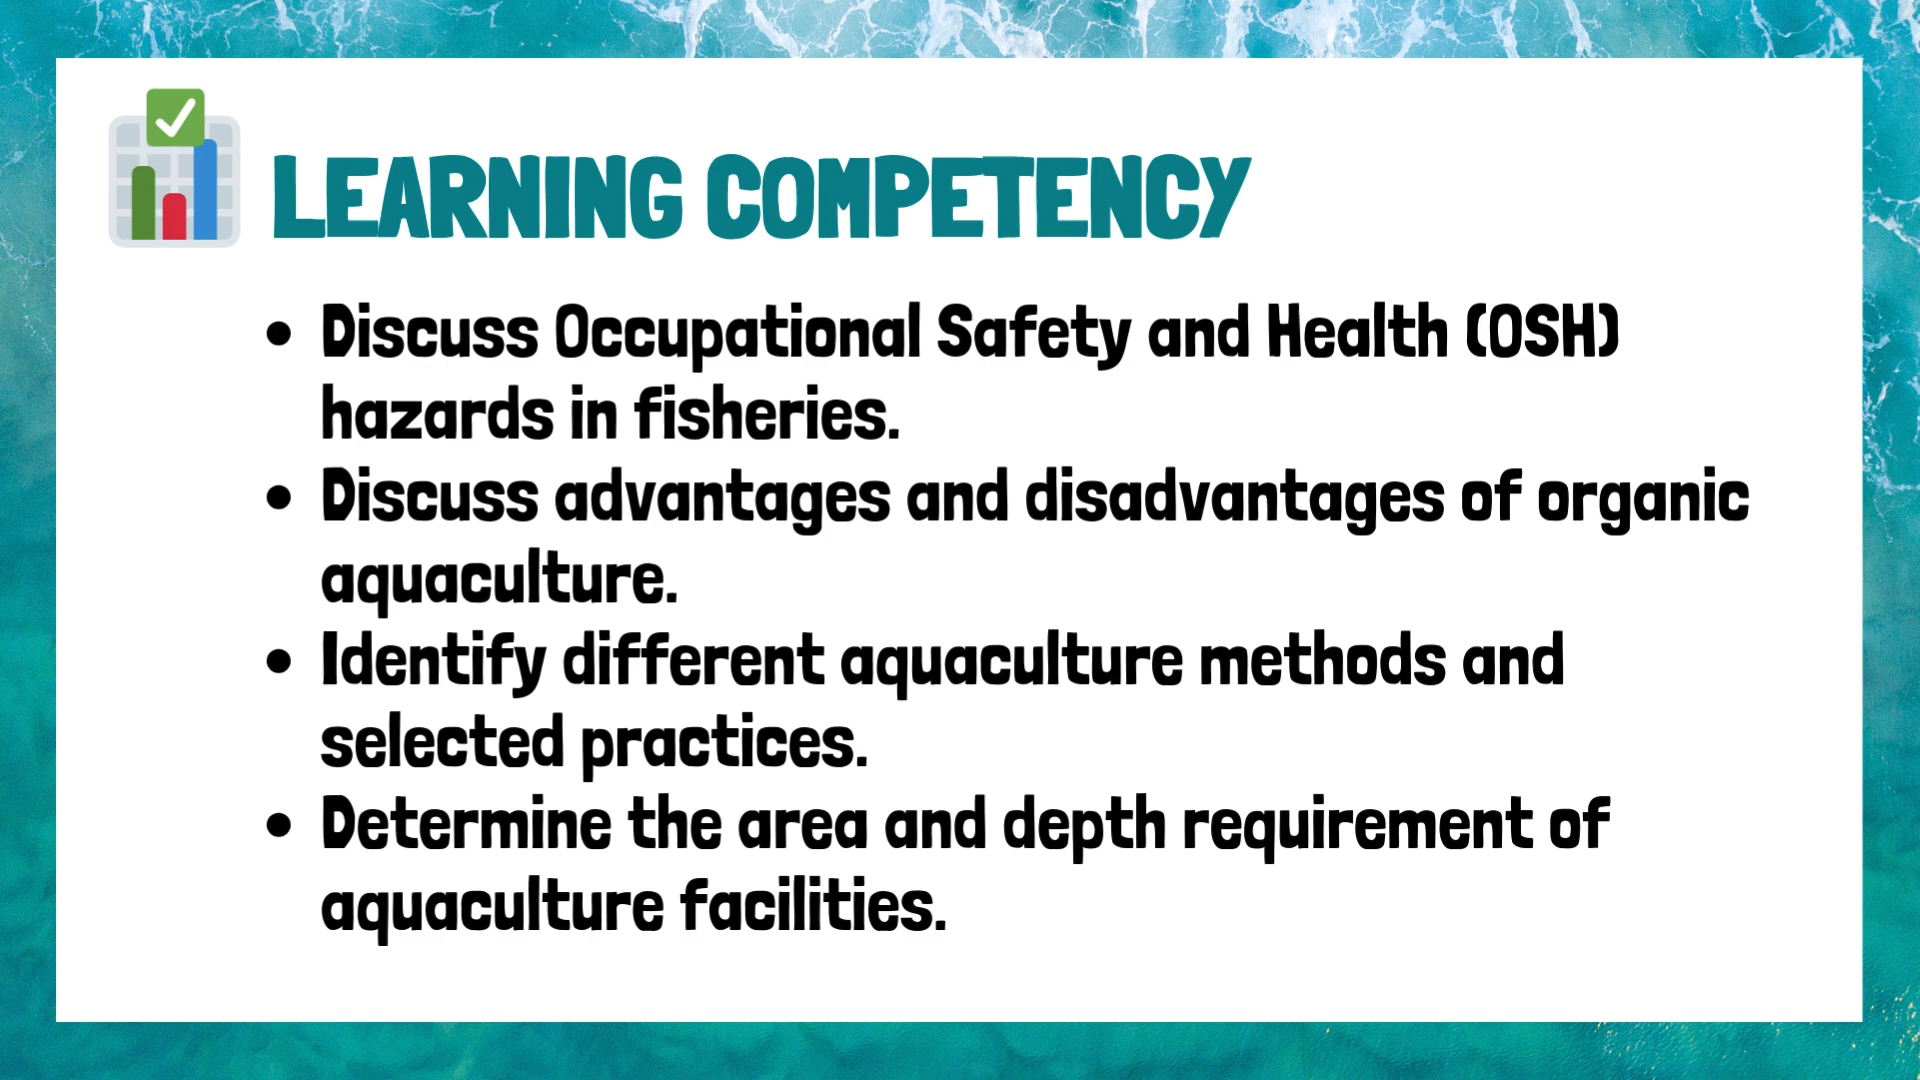 LEARNING COMPETENCY
• Discuss Occupational Safety and Health (OSH)
hazards in fisheries.
• Discuss advantages and disadvantages of organic
aquaculture.
• Identify different aquaculture methods and
selected practices.
• Determine the area and depth requirement of
aquaculture facilities.